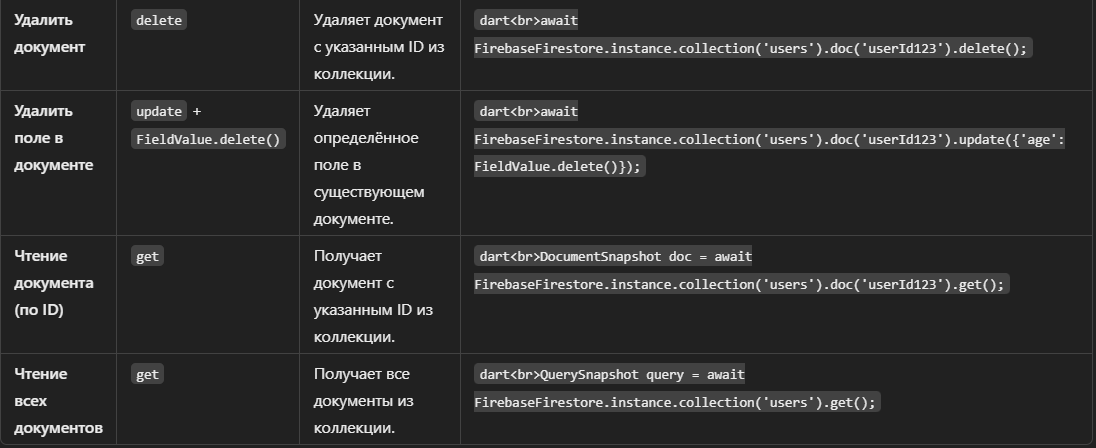 Удалить
документ
delete
Удаляет документ
с указанным ID из
коллекции.
dart<br>await
FirebaseFirestore.instance.collection('users').doc('userId123').delete();
Удалить
поле в
документе
update +
FieldValue.delete()
Удаляет
определённое
поле в
существующем
документе.
dart<br>await
FirebaseFirestore.instance.collection('users').doc('userId123').update({'age':
FieldValue.delete()});
Чтение
документа
(по ID)
get
Получает
документ с
указанным ID из
коллекции.
dart<br>DocumentSnapshot doc = await
FirebaseFirestore.instance.collection('users').doc('userId123').get();
Чтение
всех
документов
get
Получает все
документы из
коллекции.
dart<br>QuerySnapshot query = await
FirebaseFirestore.instance.collection('users').get();